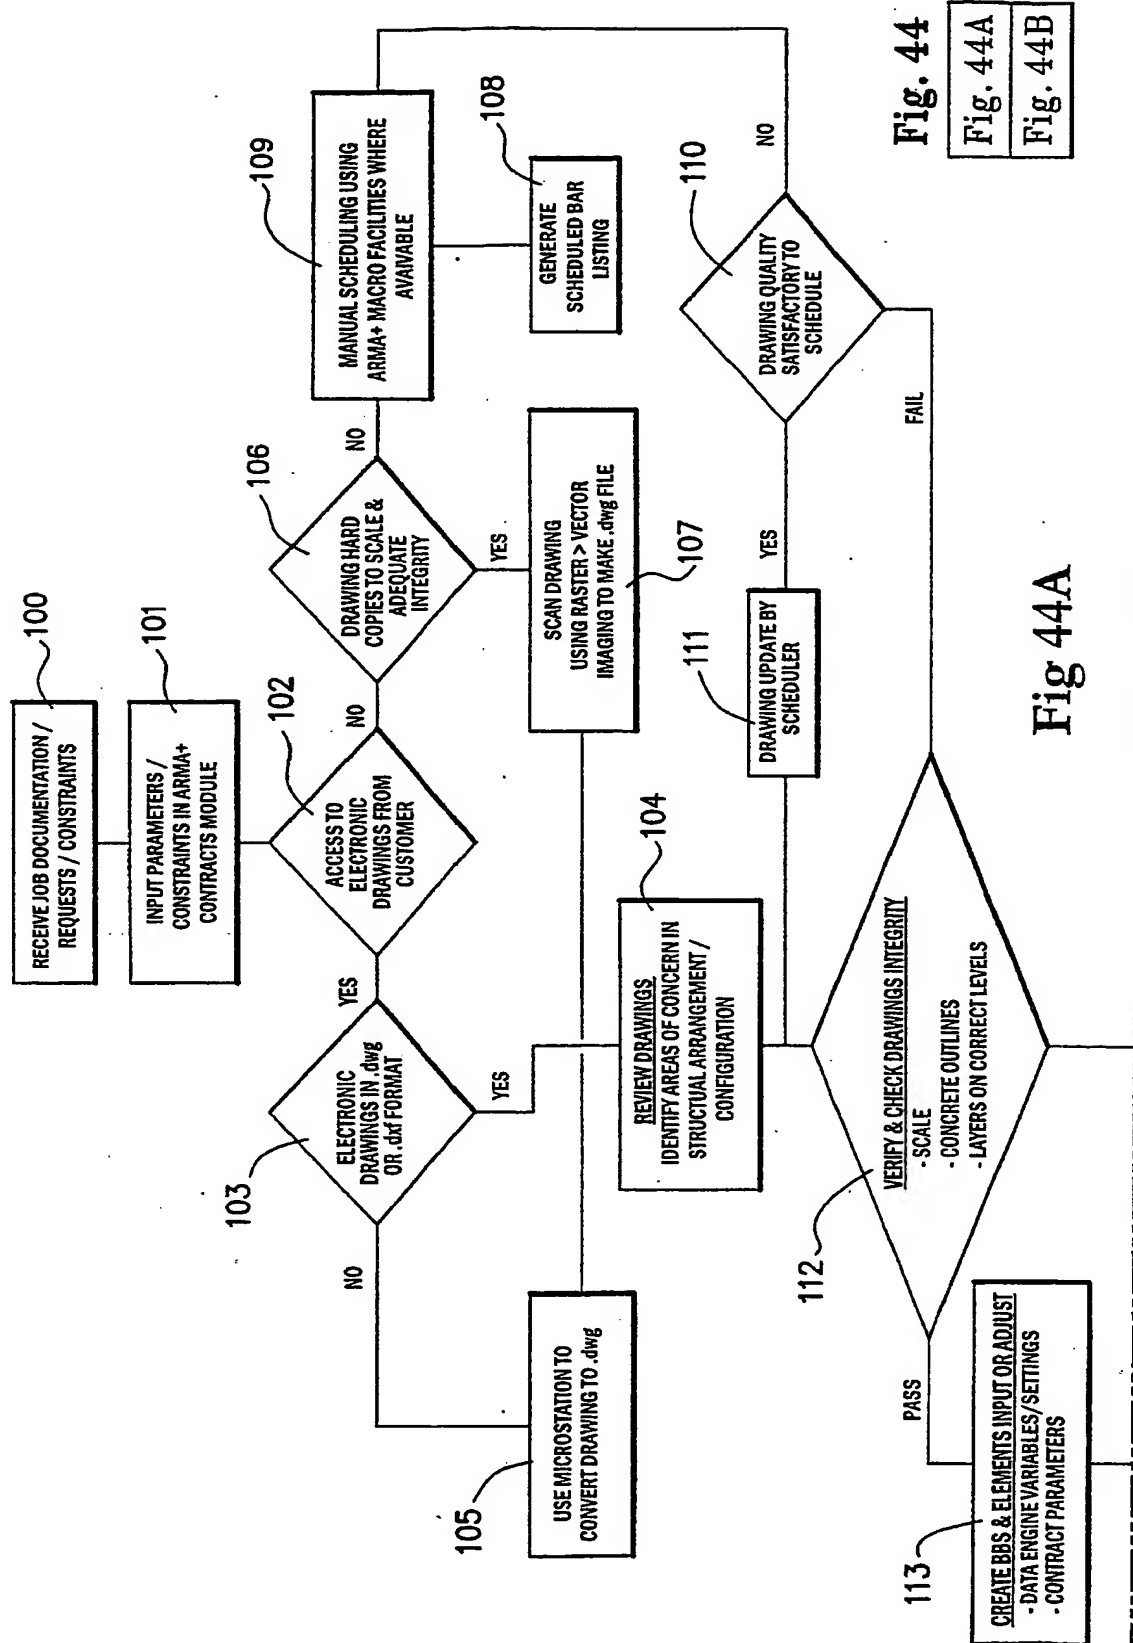 100
RECEIVE JOB DOCUMENTATION /
REQUESTS / CONSTRAINTS
101
INPUT PARAMETERS /
CONSTRAINTS IN ARMA+
CONTRACTS MODULE
102
ACCESS TO
ELECTRONIC
DRAWINGS FROM
CUSTOMER
YES
NO
103
ELECTRONIC
DRAWINGS IN .dwg
OR .dxf FORMAT
NO
YES
106
DRAWING HARD
COPIES TO SCALE &
ADEQUATE
INTEGRITY
NO
YES
109
MANUAL SCHEDULING USING
ARMA+ MACRO FACILITIES WHERE
AVAIVABLE
105
USE MICROSTATION TO
CONVERT DRAWING TO .dwg
SCAN DRAWING
USING RASTER > VECTOR
IMAGING TO MAKE .dwg FILE
107
108
GENERATE
SCHEDULED BAR
LISTING
104
REVIEW DRAWINGS
IDENTIFY AREAS OF CONCERN IN
STRUCTUAL ARRANGEMENT /
CONFIGURATION
111
DRAWING UPDATE BY
SCHEDULER
YES
110
DRAWING QUALITY
SATISFACTORY TO
SCHEDULE
NO
FAIL
112
VERIFY & CHECK DRAWINGS INTEGRITY
- SCALE
- CONCRETE OUTLINES
- LAYERS ON CORRECT LEVELS
PASS
113
CREATE BBS & ELEMENTS INPUT OR ADJUST
- DATA ENGINE VARIABLES/SETTINGS
- CONTRACT PARAMETERS
Fig 44A
Fig. 44
Fig. 44A
Fig. 44B